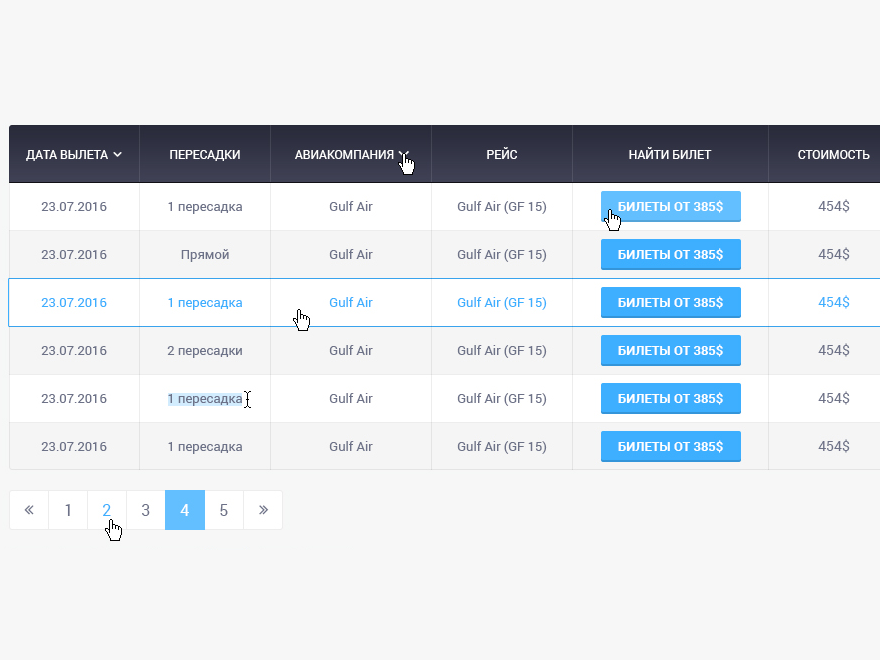 ДАТА ВЫЛЕТА ПЕРЕСАДКИ АВИАКОМПАНИЯ РЕЙС НАЙТИ БИЛЕТ СТОИМОСТЬ
23.07.2016 1 пересадка Gulf Air Gulf Air (GF 15) БИЛЕТЫ ОТ 385$ 454$
23.07.2016 Прямой Gulf Air Gulf Air (GF 15) БИЛЕТЫ ОТ 385$ 454$
23.07.2016 1 пересадка Gulf Air Gulf Air (GF 15) БИЛЕТЫ ОТ 385$ 454$
23.07.2016 2 пересадки Gulf Air Gulf Air (GF 15) БИЛЕТЫ ОТ 385$ 454$
23.07.2016 1 пересадка Gulf Air Gulf Air (GF 15) БИЛЕТЫ ОТ 385$ 454$
23.07.2016 1 пересадка Gulf Air Gulf Air (GF 15) БИЛЕТЫ ОТ 385$ 454$
« 1 2 3 4 5 »